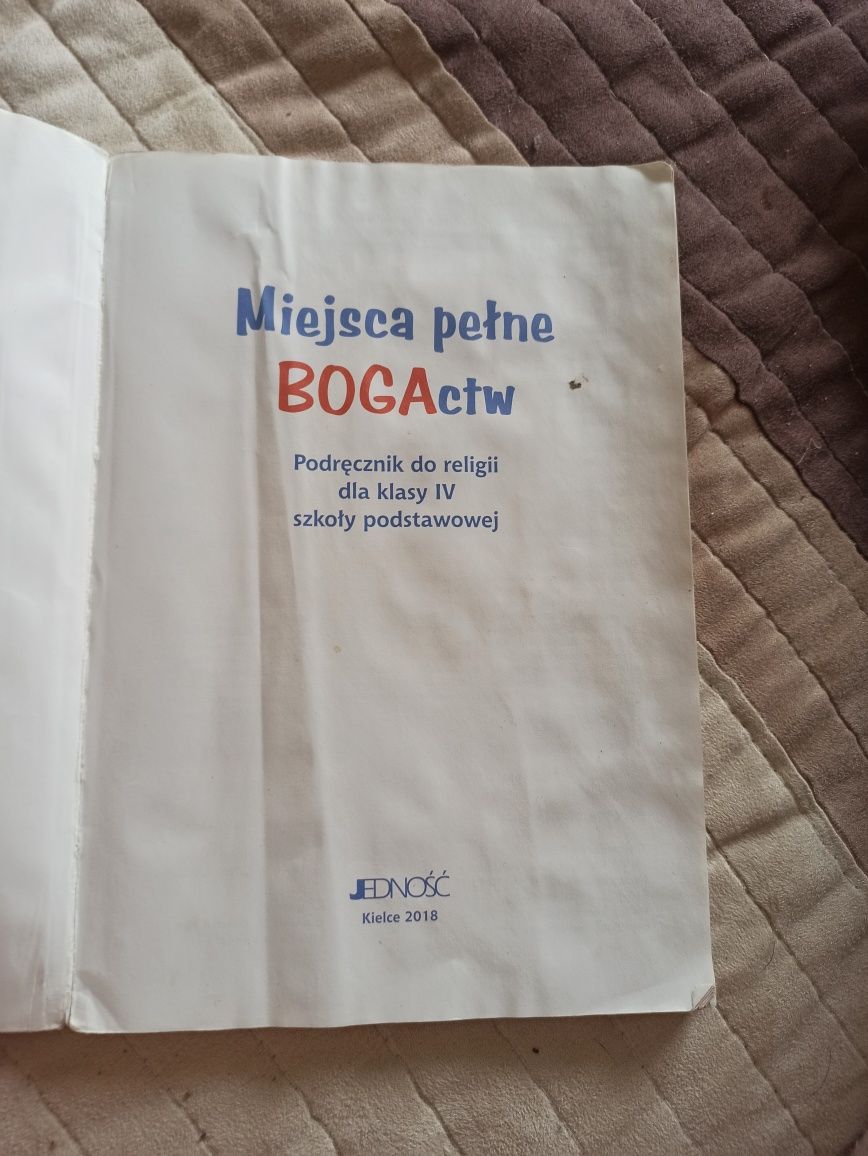 Miejsca pełne
BOGActw
Podręcznik do religii
dla klasy IV
szkoły podstawowej
JEDNOŚĆ
Kielce 2018